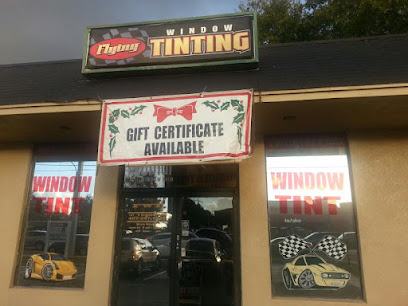 Flying
WINDOW
TINTING
GIFT CERTIFICATE
AVAILABLE
WINDOW
TINT
WINDOW
TINT